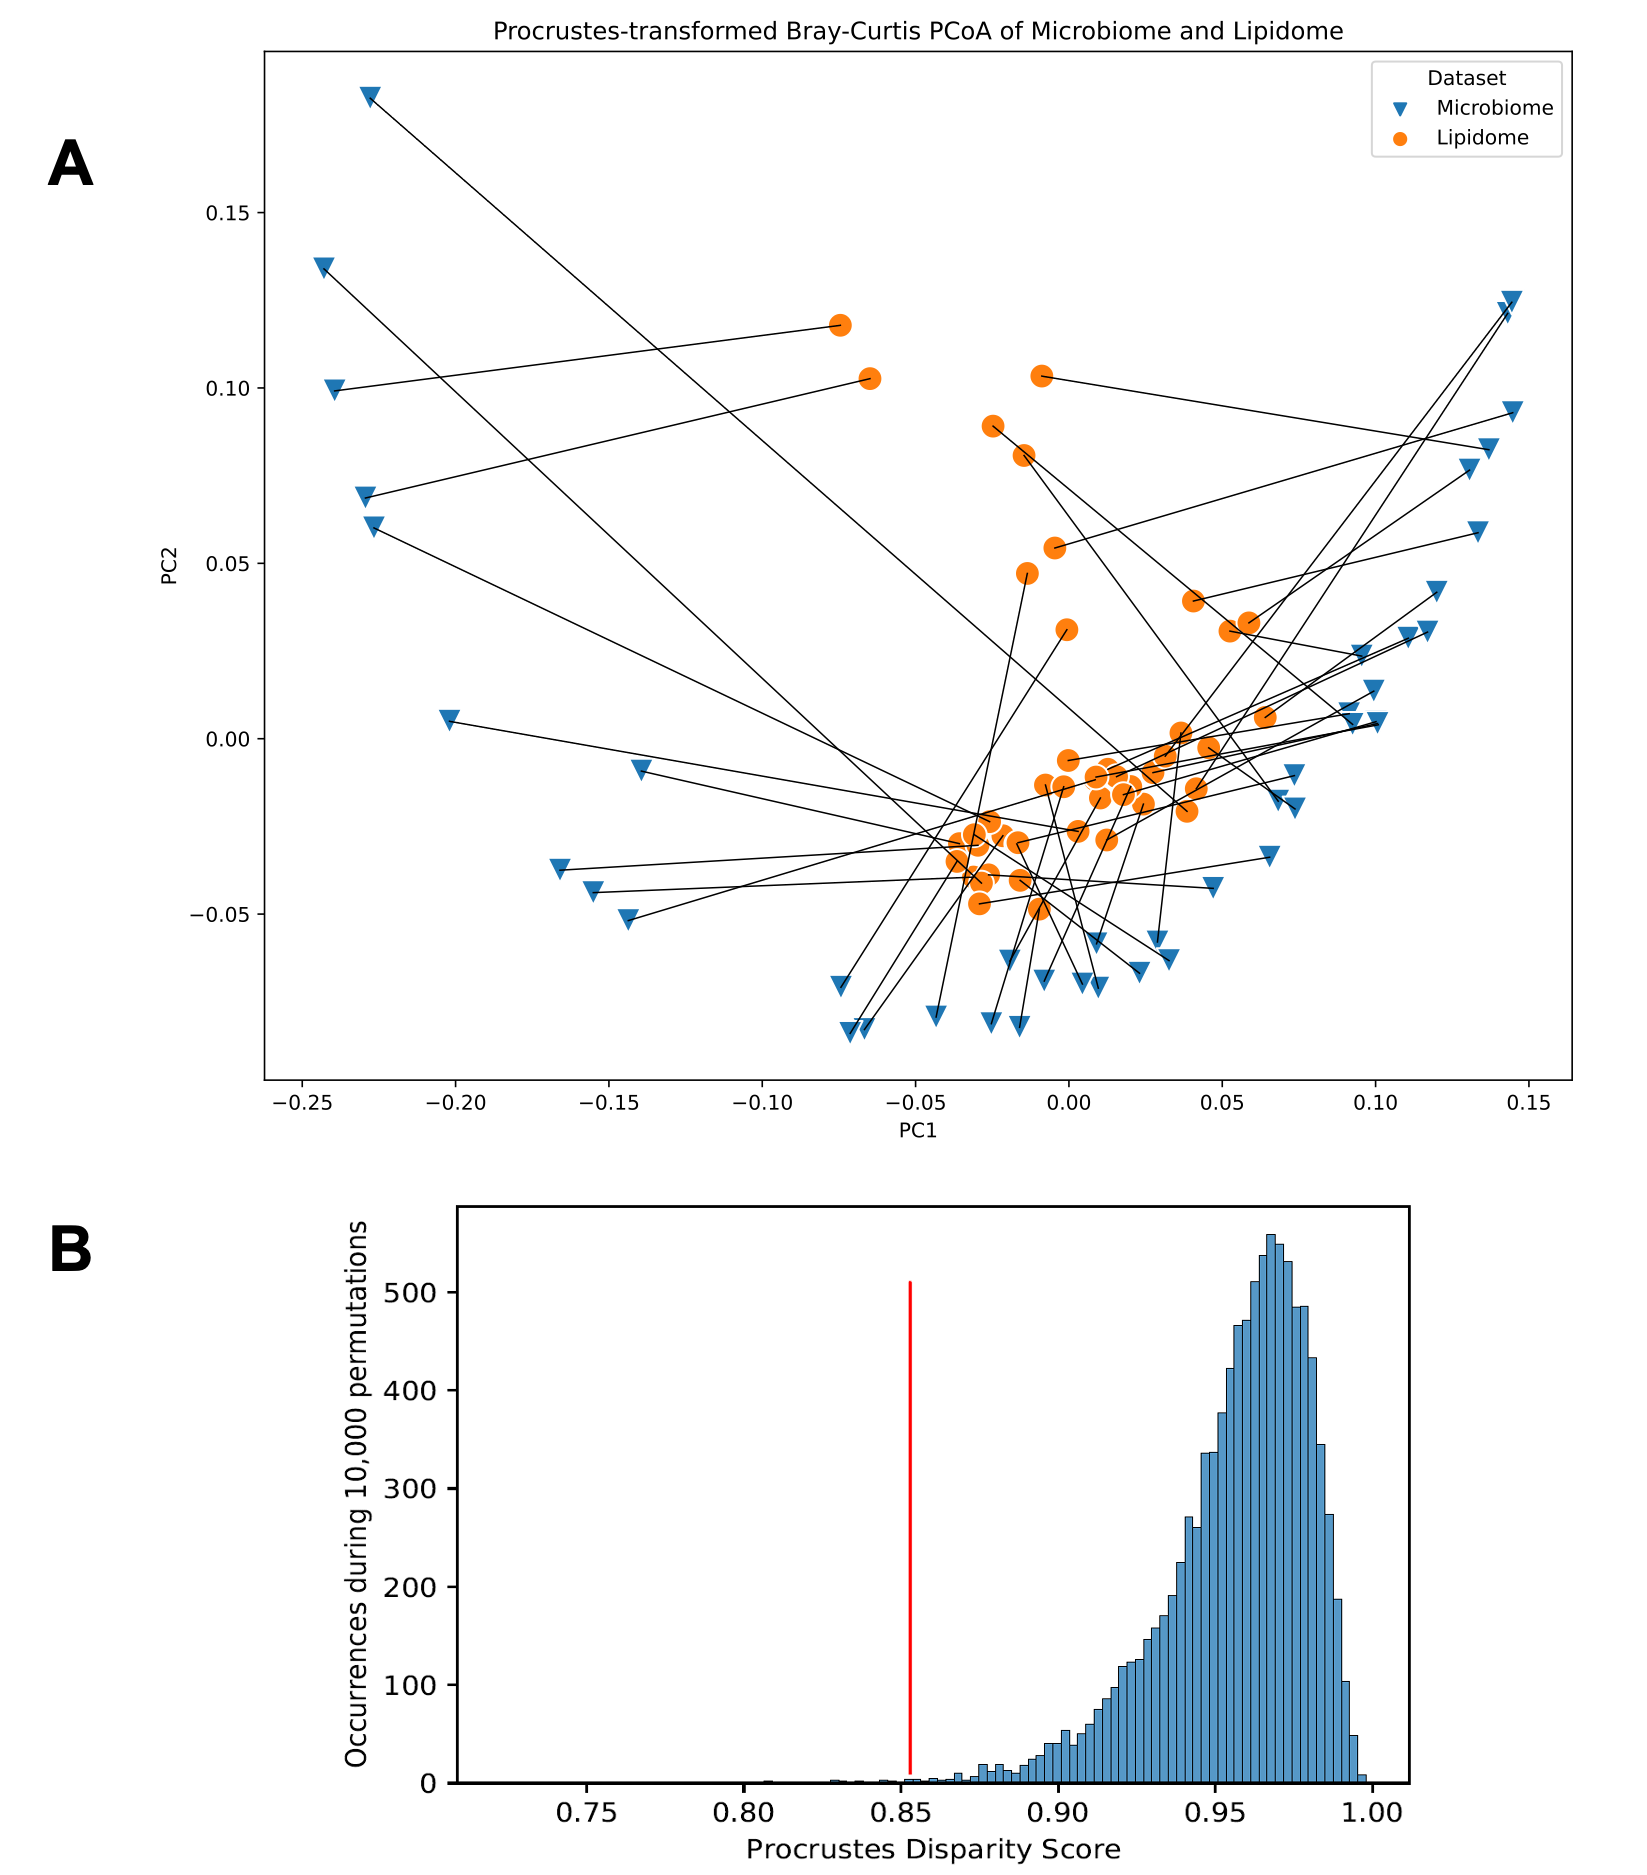 Procrustes-transformed Bray-Curtis PCoA of Microbiome and Lipidome
A
Dataset
Microbiome
Lipidome
0.15
0.10
0.05
0.00
−0.05
PC2
−0.25 −0.20 −0.15 −0.10 −0.05 0.00 0.05 0.10 0.15
PC1
B
Occurrences during 10,000 permutations
500
400
300
200
100
0
0.75 0.80 0.85 0.90 0.95 1.00
Procrustes Disparity Score